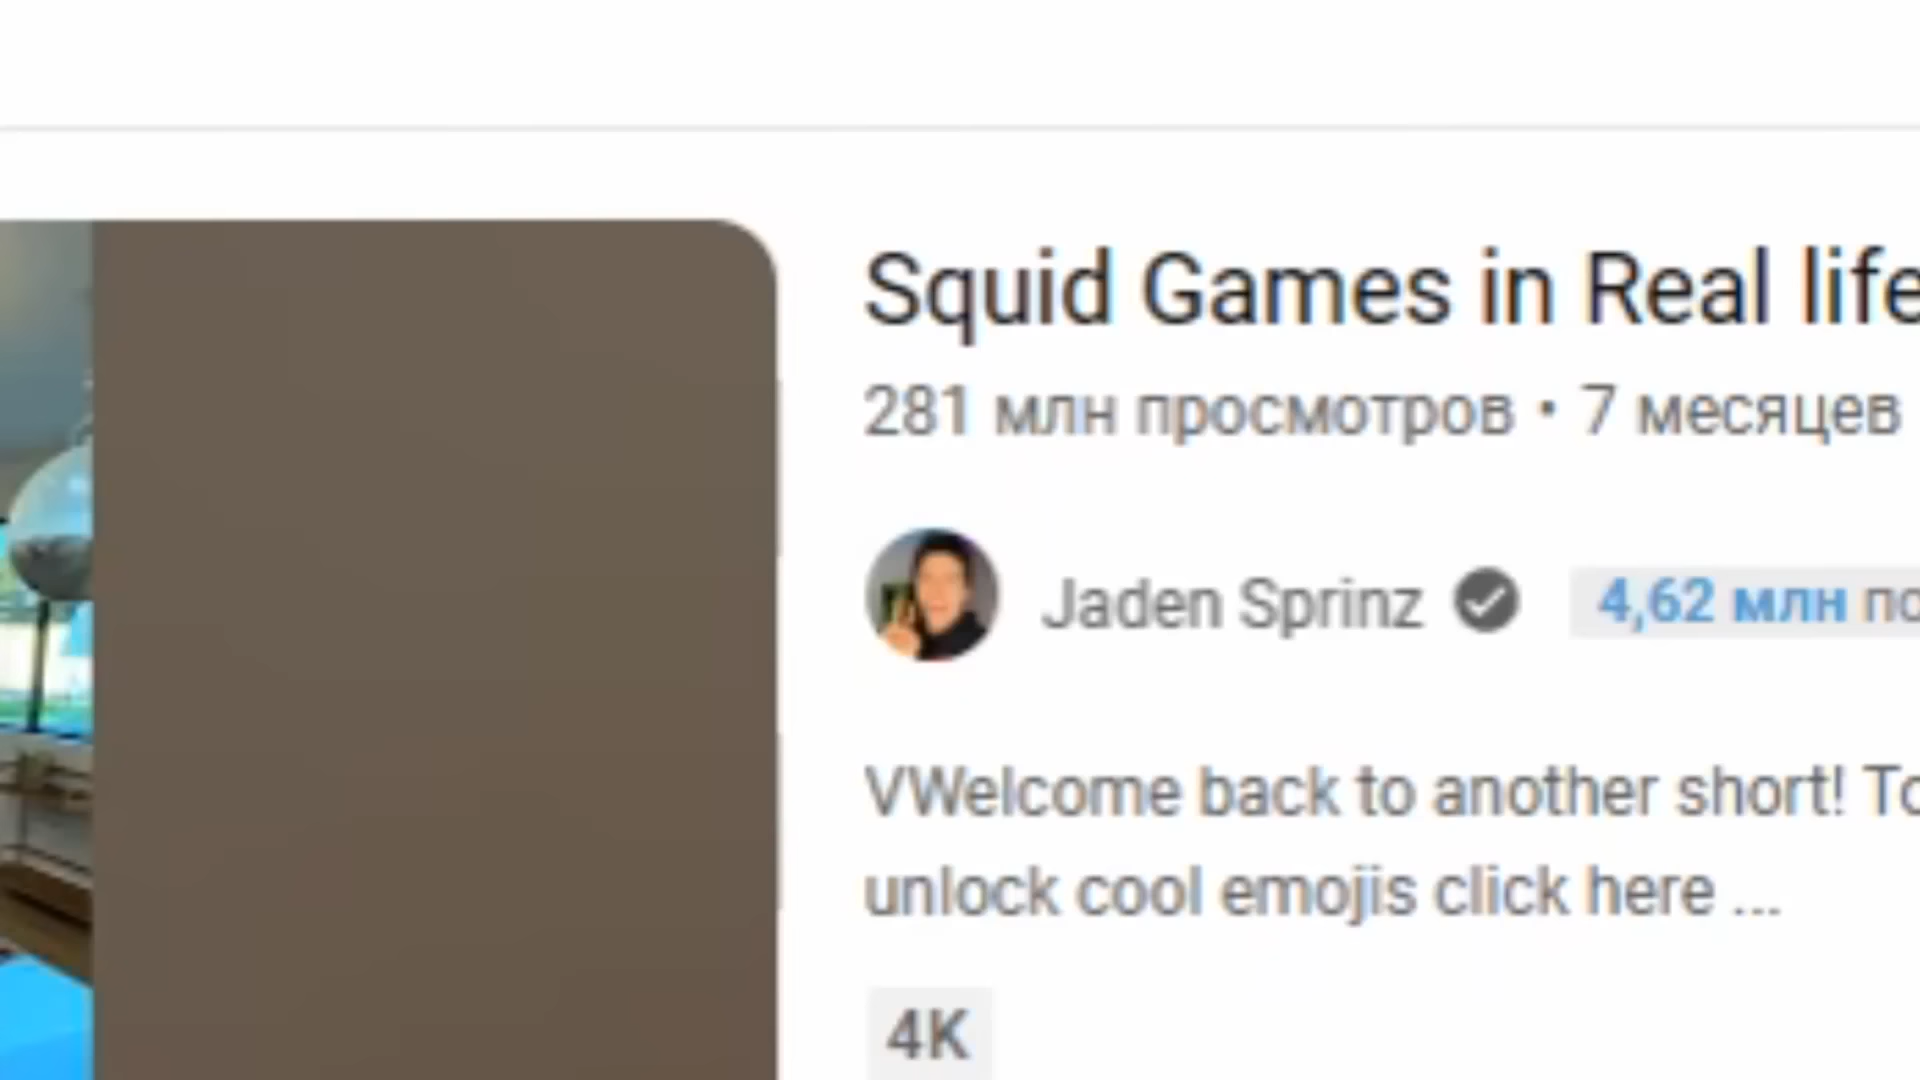 Squid Games in Real life
281 млн просмотров • 7 месяцев
Jaden Sprinz
4,62 млн
VWelcome back to another short!
unlock cool emojis click here ...
4K